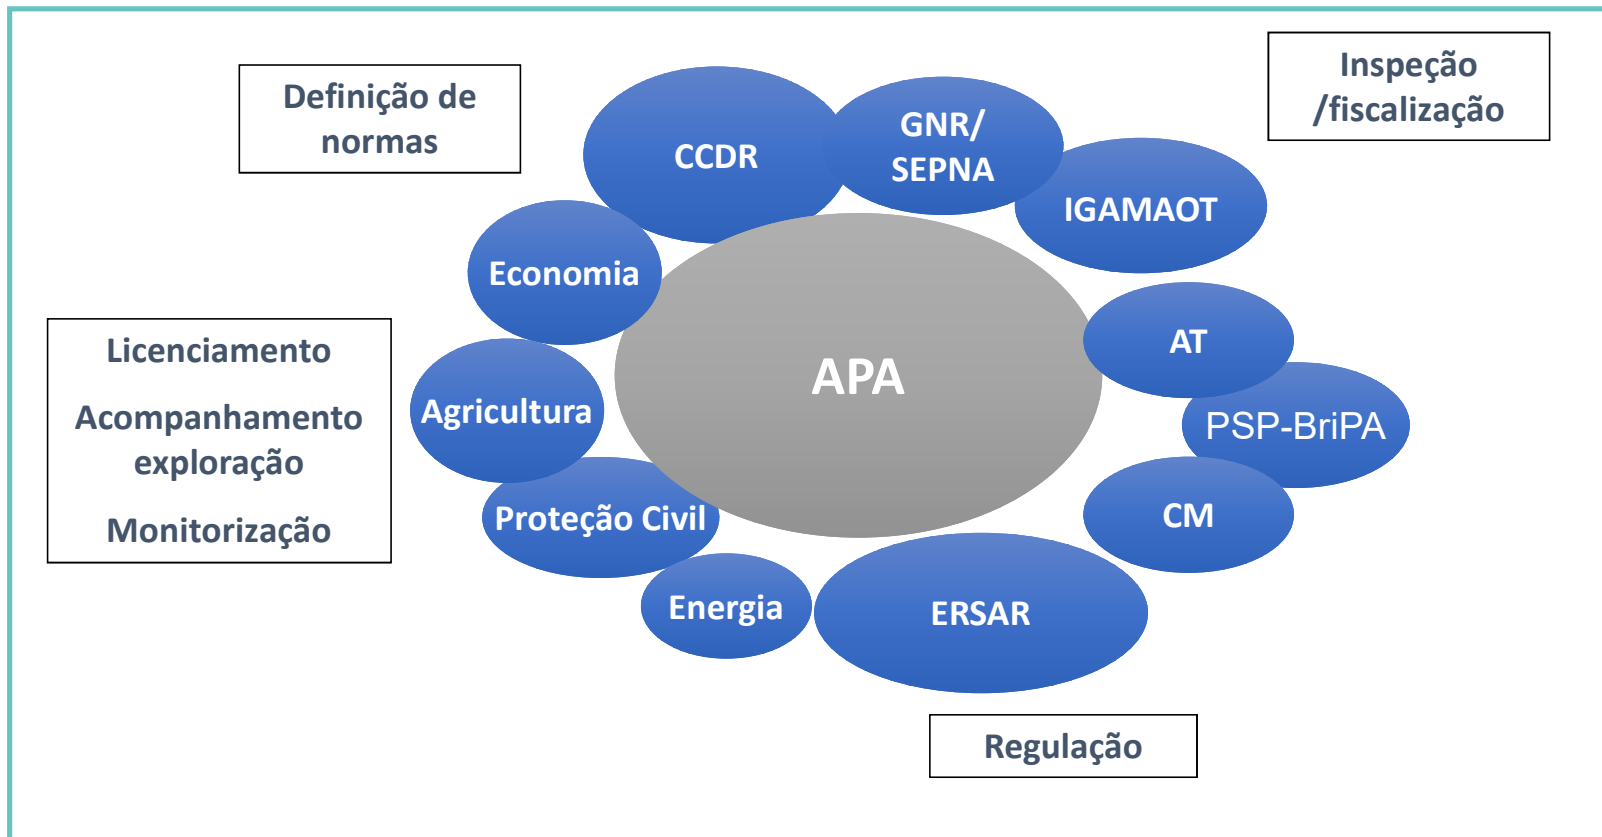 Definição de
normas
Inspeção
/fiscalização
CCDR
GNR/
SEPNA
IGAMAOT
Economia
AT
Licenciamento
Acompanhamento
exploração
Monitorização
Agricultura
APA
PSP-BriPA
Proteção Civil
CM
Energia
ERSAR
Regulação